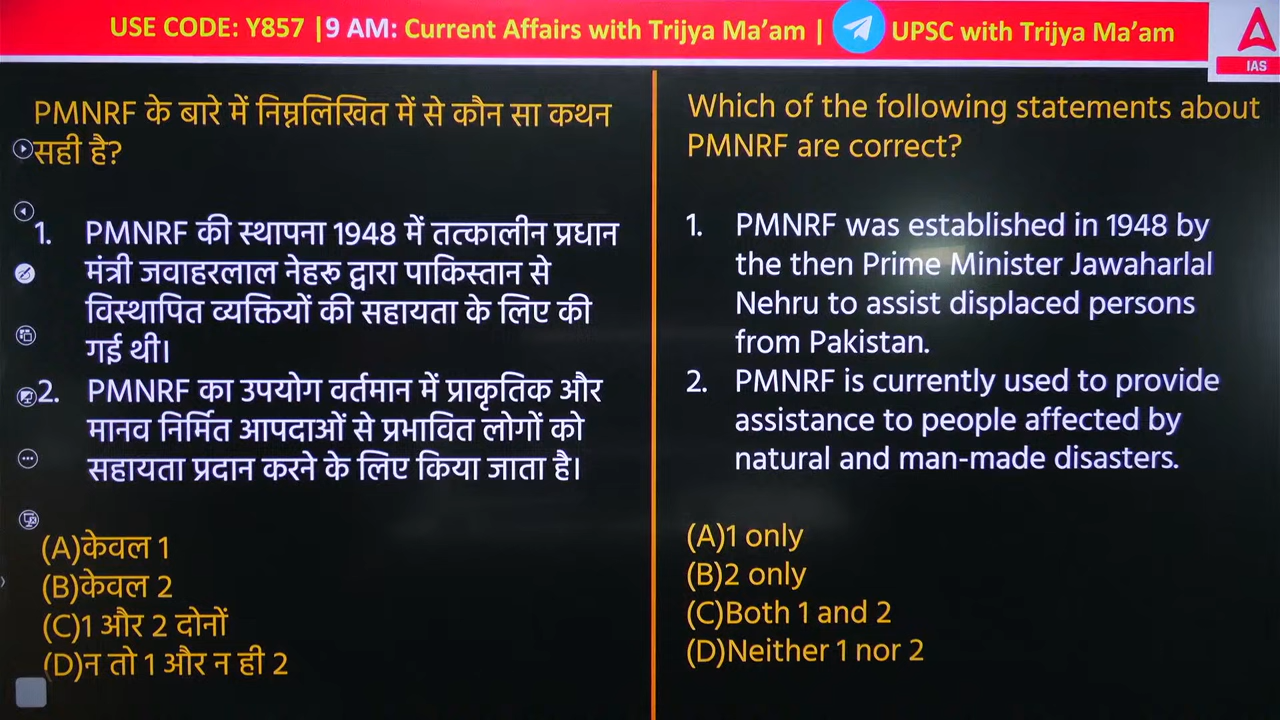 USE CODE: Y857 |9 AM: Current Affairs with Trijya Ma’am | UPSC with Trijya Ma’am
IAS
PMNRF के बारे में निम्नलिखित में से कौन सा कथन
सही है?
1. PMNRF की स्थापना 1948 में तत्कालीन प्रधान
मंत्री जवाहरलाल नेहरू द्वारा पाकिस्तान से
विस्थापित व्यक्तियों की सहायता के लिए की
गई थी।
2. PMNRF का उपयोग वर्तमान में प्राकृतिक और
मानव निर्मित आपदाओं से प्रभावित लोगों को
सहायता प्रदान करने के लिए किया जाता है।
(A)केवल 1
(B)केवल 2
(C)1 और 2 दोनों
(D)न तो 1 और न ही 2
Which of the following statements about
PMNRF are correct?
1. PMNRF was established in 1948 by
the then Prime Minister Jawaharlal
Nehru to assist displaced persons
from Pakistan.
2. PMNRF is currently used to provide
assistance to people affected by
natural and man-made disasters.
(A)1 only
(B)2 only
(C)Both 1 and 2
(D)Neither 1 nor 2